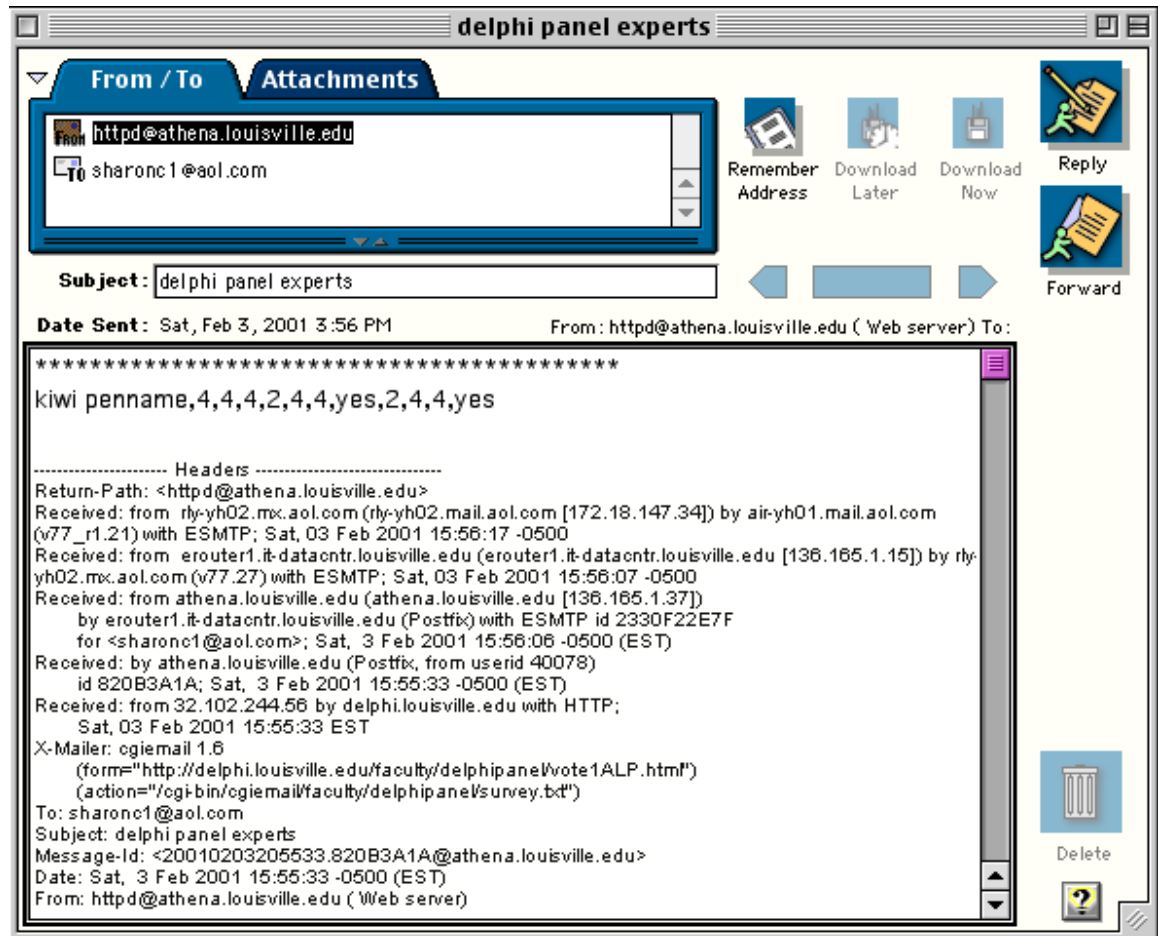 delphi panel experts
From / To
Attachments
FROM httpd@athena.louisville.edu
TO sharonc1@aol.com
Remember Address
Download Later
Download Now
Reply
Forward
Subject: delphi panel experts
Date Sent: Sat, Feb 3, 2001 3:56 PM
From: httpd@athena.louisville.edu ( Web server) To:
*******************************************
kiwi penname,4,4,4,2,4,4,yes,2,4,4,yes
----------------------- Headers --------------------------------
Return-Path: <httpd@athena.louisville.edu>
Received: from  rly-yh02.mx.aol.com (rly-yh02.mail.aol.com [172.18.147.34]) by air-yh01.mail.aol.com
(v77_r1.21) with ESMTP; Sat, 03 Feb 2001 15:56:17 -0500
Received: from  erouter1.it-datacntr.louisville.edu (erouter1.it-datacntr.louisville.edu [136.165.1.15]) by rly-
yh02.mx.aol.com (v77.27) with ESMTP; Sat, 03 Feb 2001 15:56:07 -0500
Received: from athena.louisville.edu (athena.louisville.edu [136.165.1.37])
by erouter1.it-datacntr.louisville.edu (Postfix) with ESMTP id 2330F22E7F
for <sharonc1@aol.com>; Sat,  3 Feb 2001 15:56:06 -0500 (EST)
Received: by athena.louisville.edu (Postfix, from userid 40078)
id 820B3A1A; Sat,  3 Feb 2001 15:55:33 -0500 (EST)
Received: from 32.102.244.56 by delphi.louisville.edu with HTTP;
Sat, 03 Feb 2001 15:55:33 EST
X-Mailer: cgiemail 1.6
(form="http://delphi.louisville.edu/faculty/delphipanel/vote1ALP.html")
(action="/cgi-bin/cgiemail/faculty/delphipanel/survey.txt")
To: sharonc1@aol.com
Subject: delphi panel experts
Message-Id: <20010203205533.820B3A1A@athena.louisville.edu>
Date: Sat,  3 Feb 2001 15:55:33 -0500 (EST)
From: httpd@athena.louisville.edu ( Web server)
Delete
?